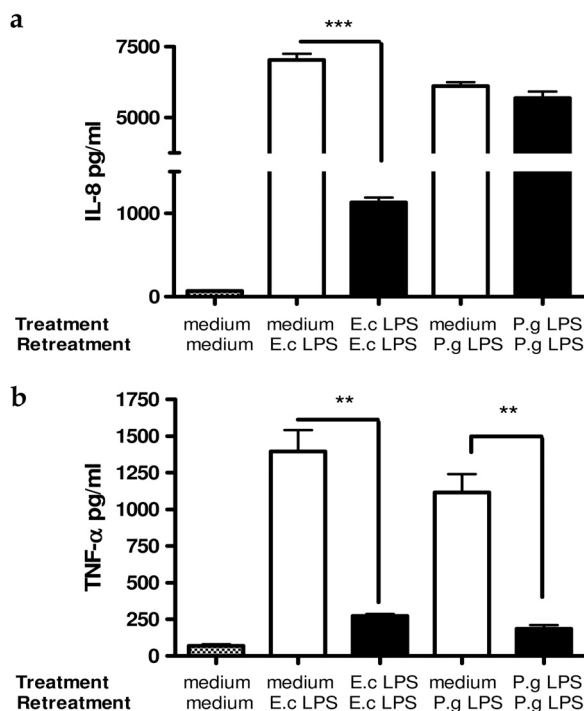 a
***
7500
5000
1000
0
IL-8 pg/ml
Treatment medium medium E.c LPS medium P.g LPS
Retreatment medium E.c LPS E.c LPS P.g LPS P.g LPS
b
** **
1750
1500
1250
1000
750
500
250
0
TNF-α pg/ml
Treatment medium medium E.c LPS medium P.g LPS
Retreatment medium E.c LPS E.c LPS P.g LPS P.g LPS